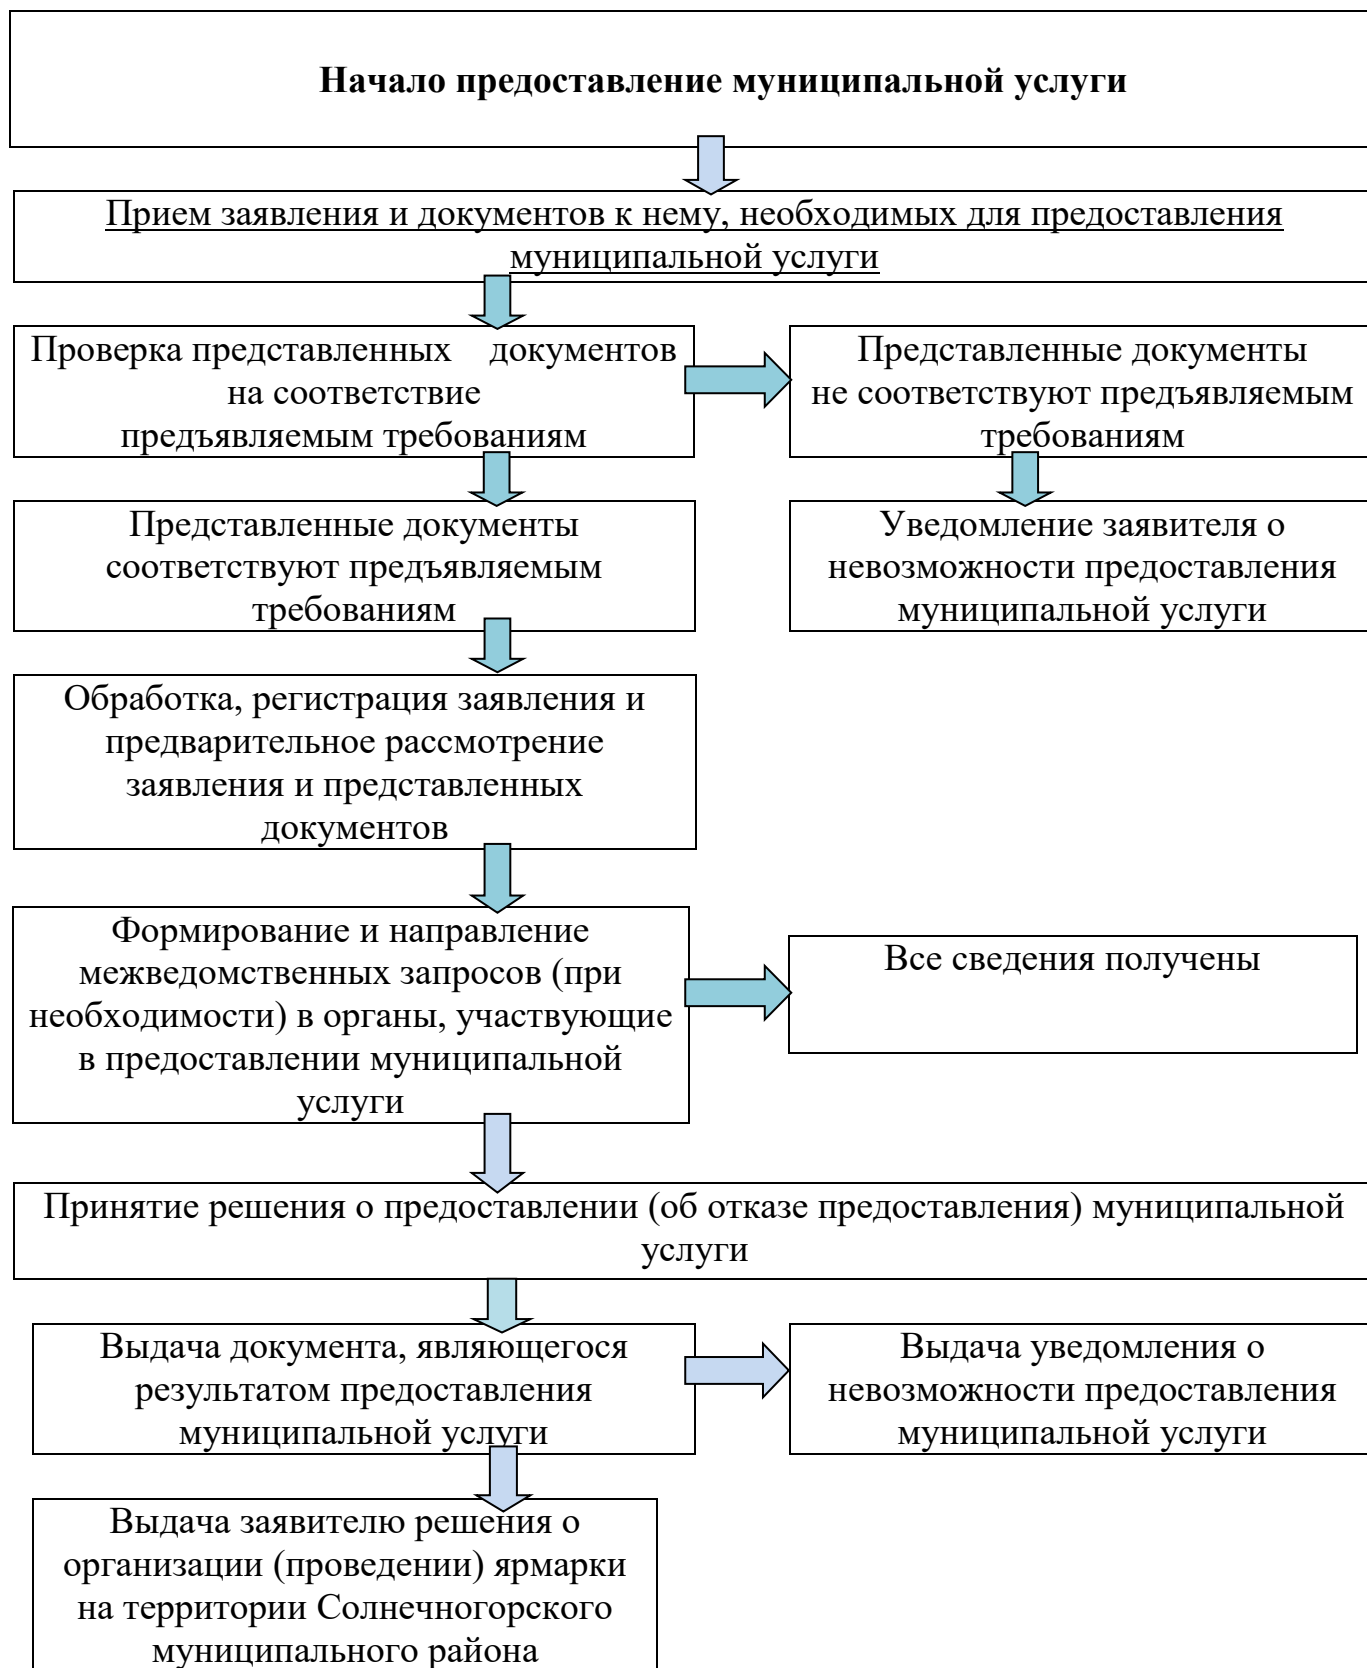 Начало предоставление муниципальной услуги
Прием заявления и документов к нему, необходимых для предоставления
муниципальной услуги
Проверка представленных документов
на соответствие
предъявляемым требованиям
Представленные документы
не соответствуют предъявляемым
требованиям
Представленные документы
соответствуют предъявляемым
требованиям
Уведомление заявителя о
невозможности предоставления
муниципальной услуги
Обработка, регистрация заявления и
предварительное рассмотрение
заявления и представленных
документов
Формирование и направление
межведомственных запросов (при
необходимости) в органы, участвующие
в предоставлении муниципальной
услуги
Все сведения получены
Принятие решения о предоставлении (об отказе предоставления) муниципальной
услуги
Выдача документа, являющегося
результатом предоставления
муниципальной услуги
Выдача уведомления о
невозможности предоставления
муниципальной услуги
Выдача заявителю решения о
организации (проведении) ярмарки
на территории Солнечногорского
муниципального района